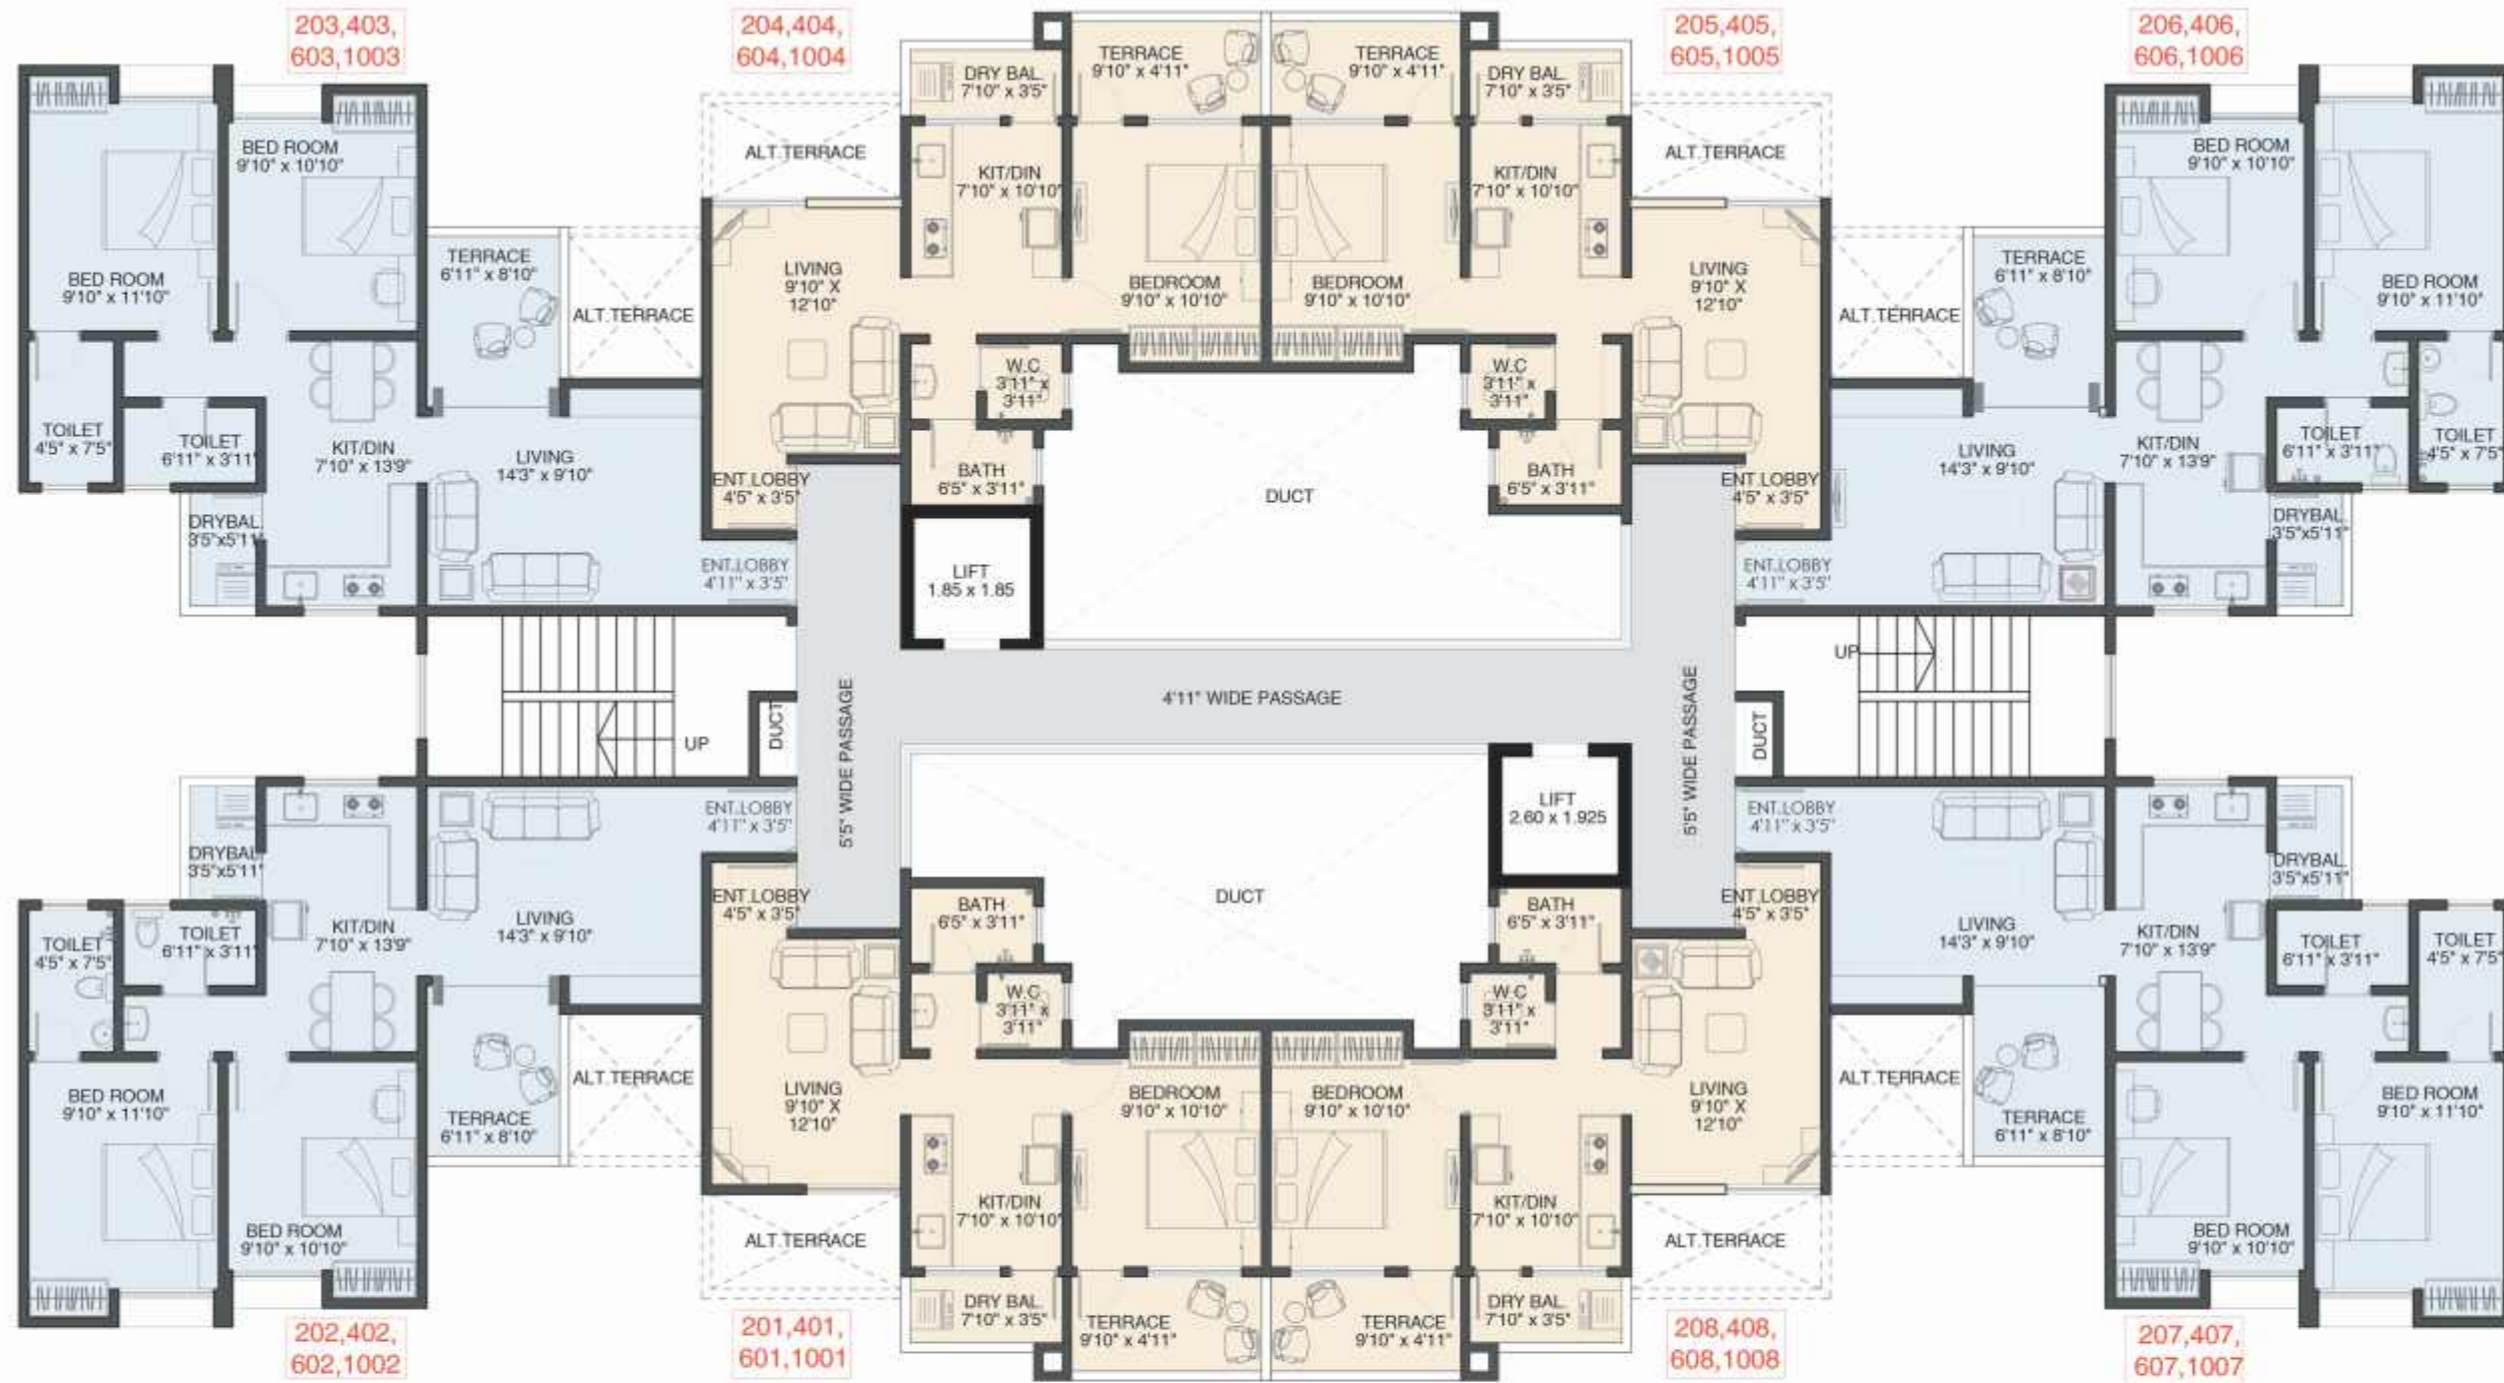 203,403,
603,1003
204,404,
604,1004
205,405,
605,1005
206,406,
606,1006
BED ROOM
9'10" x 11'10"
BED ROOM
9'10" x 10'10"
TOILET
4'5" x 7'5"
TOILET
6'11" x 3'11"
KIT/DIN
7'10" x 13'9"
DRYBAL
3'5"x5'11"
LIVING
14'3" x 9'10"
TERRACE
6'11" x 8'10"
ALT.TERRACE
ENT.LOBBY
4'11" x 3'5"
ALT.TERRACE
LIVING
9'10" X
12'10"
ENT.LOBBY
4'5" x 3'5"
DRY BAL.
7'10" x 3'5"
KIT/DIN
7'10" x 10'10"
TERRACE
9'10" x 4'11"
BEDROOM
9'10" x 10'10"
W.C
3'11" x
3'11"
BATH
6'5" x 3'11"
LIFT
1.85 x 1.85
TERRACE
9'10" x 4'11"
BEDROOM
9'10" x 10'10"
DRY BAL.
7'10" x 3'5"
KIT/DIN
7'10" x 10'10"
W.C
3'11" x
3'11"
BATH
6'5" x 3'11"
DUCT
ALT.TERRACE
LIVING
9'10" X
12'10"
ENT.LOBBY
4'5" x 3'5"
ENT.LOBBY
4'11" x 3'5"
ALT.TERRACE
TERRACE
6'11" x 8'10"
LIVING
14'3" x 9'10"
KIT/DIN
7'10" x 13'9"
BED ROOM
9'10" x 10'10"
BED ROOM
9'10" x 11'10"
TOILET
6'11" x 3'11"
TOILET
4'5" x 7'5"
DRYBAL
3'5"x5'11"
UP
DUCT
5'5" WIDE PASSAGE
4'11" WIDE PASSAGE
5'5" WIDE PASSAGE
UP
DUCT
DRYBAL
3'5"x5'11"
TOILET
4'5" x 7'5"
TOILET
6'11" x 3'11"
KIT/DIN
7'10" x 13'9"
LIVING
14'3" x 9'10"
ENT.LOBBY
4'11" x 3'5"
BED ROOM
9'10" x 11'10"
BED ROOM
9'10" x 10'10"
TERRACE
6'11" x 8'10"
ALT.TERRACE
ENT.LOBBY
4'5" x 3'5"
LIVING
9'10" X
12'10"
ALT.TERRACE
BATH
6'5" x 3'11"
W.C
3'11" x
3'11"
KIT/DIN
7'10" x 10'10"
DRY BAL.
7'10" x 3'5"
BEDROOM
9'10" x 10'10"
TERRACE
9'10" x 4'11"
DUCT
LIFT
2.60 x 1.925
BATH
6'5" x 3'11"
W.C
3'11" x
3'11"
BEDROOM
9'10" x 10'10"
TERRACE
9'10" x 4'11"
KIT/DIN
7'10" x 10'10"
DRY BAL.
7'10" x 3'5"
ENT.LOBBY
4'11" x 3'5"
ENT.LOBBY
4'5" x 3'5"
LIVING
9'10" X
12'10"
ALT.TERRACE
LIVING
14'3" x 9'10"
ALT.TERRACE
TERRACE
6'11" x 8'10"
KIT/DIN
7'10" x 13'9"
DRYBAL
3'5"x5'11"
TOILET
6'11" x 3'11"
TOILET
4'5" x 7'5"
BED ROOM
9'10" x 10'10"
BED ROOM
9'10" x 11'10"
202,402,
602,1002
201,401,
601,1001
208,408,
608,1008
207,407,
607,1007